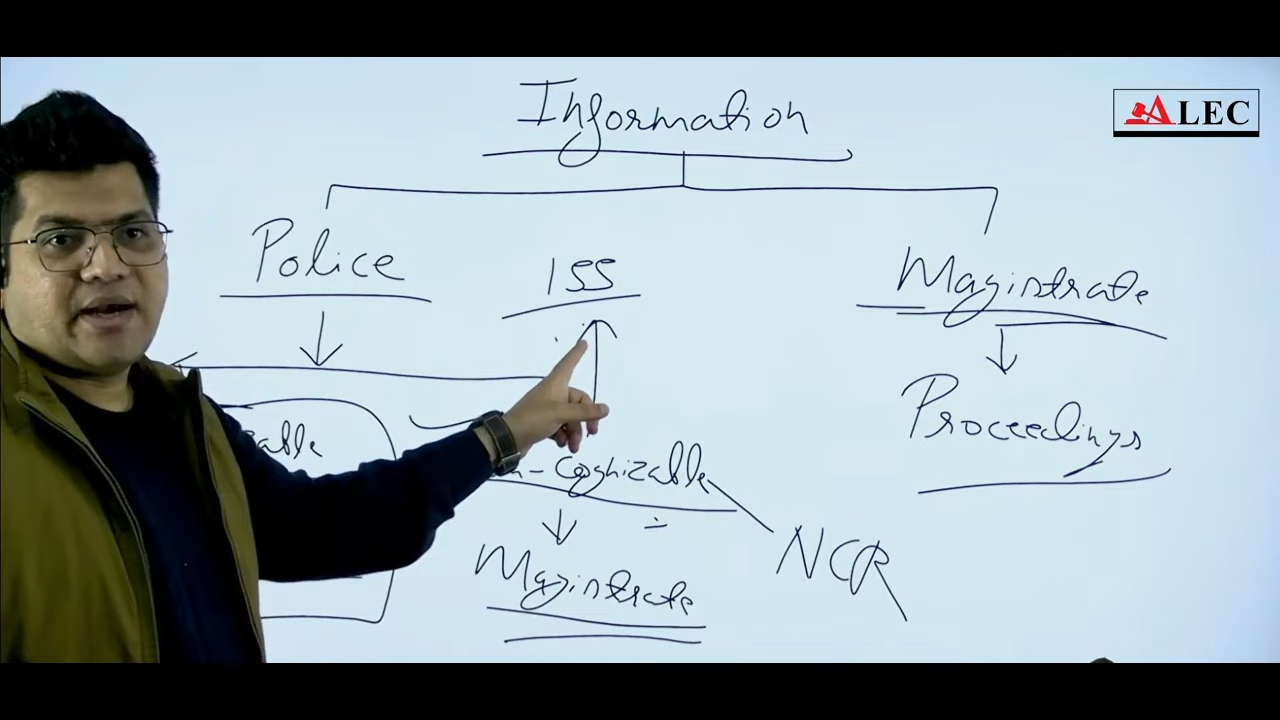 Information
ALEC
Police
155
Magistrate
Proceedings
-cognizable
Magistrate
NCR